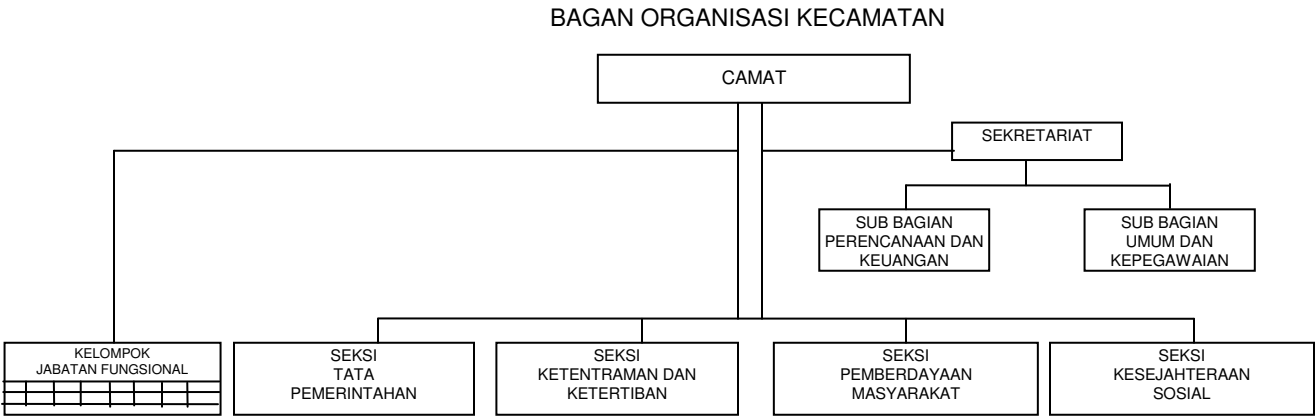 BAGAN ORGANISASI KECAMATAN
CAMAT
SEKRETARIAT
SUB BAGIAN
PERENCANAAN DAN
KEUANGAN
SUB BAGIAN
UMUM DAN
KEPEGAWAIAN
KELOMPOK
JABATAN FUNGSIONAL
SEKSI
TATA
PEMERINTAHAN
SEKSI
KETENTRAMAN DAN
KETERTIBAN
SEKSI
PEMBERDAYAAN
MASYARAKAT
SEKSI
KESEJAHTERAAN
SOSIAL